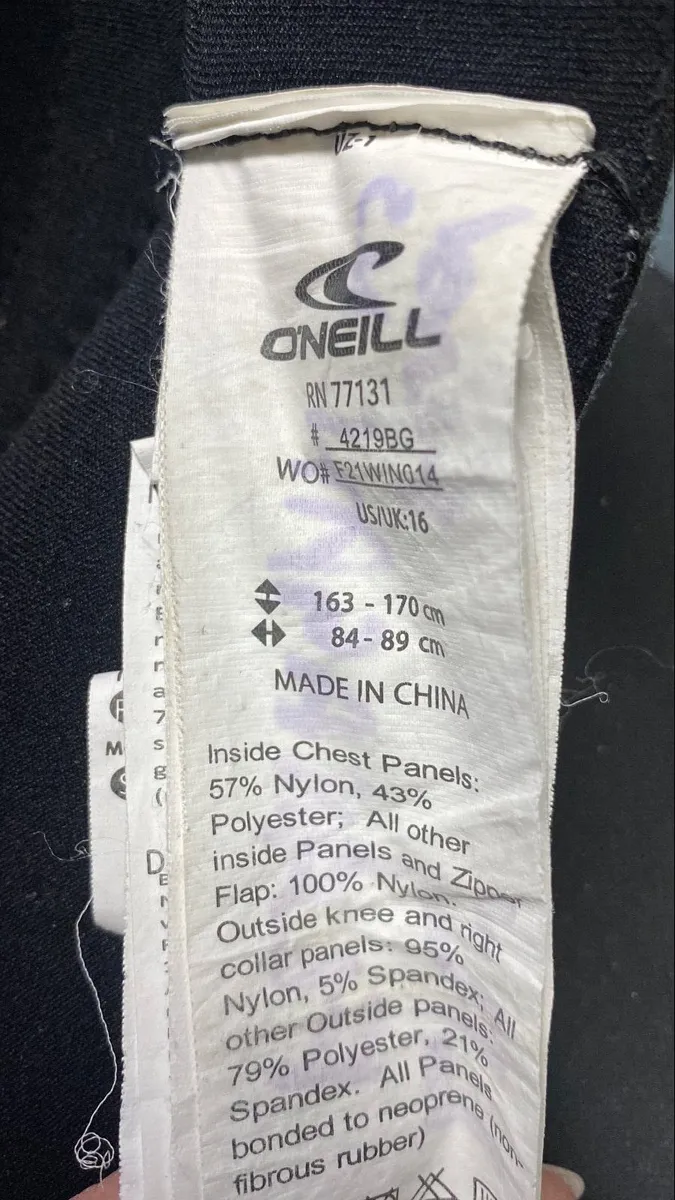 O'NEILL
RN 77131
# 4219BG
WO# F21WIN014
US/UK:16
163 - 170 cm
84 - 89 cm
MADE IN CHINA
Inside Chest Panels:
57% Nylon, 43%
Polyester; All other
inside Panels and Zipper
Flap: 100% Nylon.
Outside knee and right
collar panels: 95%
Nylon, 5% Spandex; All
other Outside panels:
79% Polyester, 21%
Spandex. All Panels
bonded to neoprene (non-
fibrous rubber)